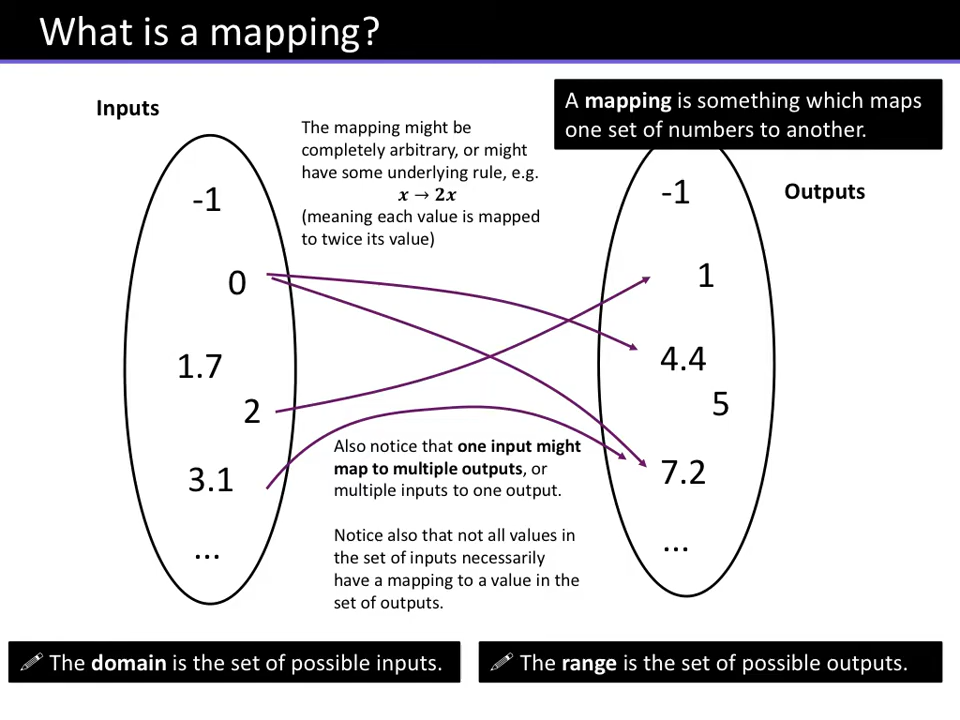 What is a mapping?
Inputs
A mapping is something which maps
one set of numbers to another.
The mapping might be
completely arbitrary, or might
have some underlying rule, e.g.
𝒙 → 𝟐𝒙
(meaning each value is mapped
to twice its value)
Outputs
-1
0
1.7
2
3.1
...
-1
1
4.4
5
7.2
...
Also notice that one input might
map to multiple outputs, or
multiple inputs to one output.
Notice also that not all values in
the set of inputs necessarily
have a mapping to a value in the
set of outputs.
The domain is the set of possible inputs.
The range is the set of possible outputs.